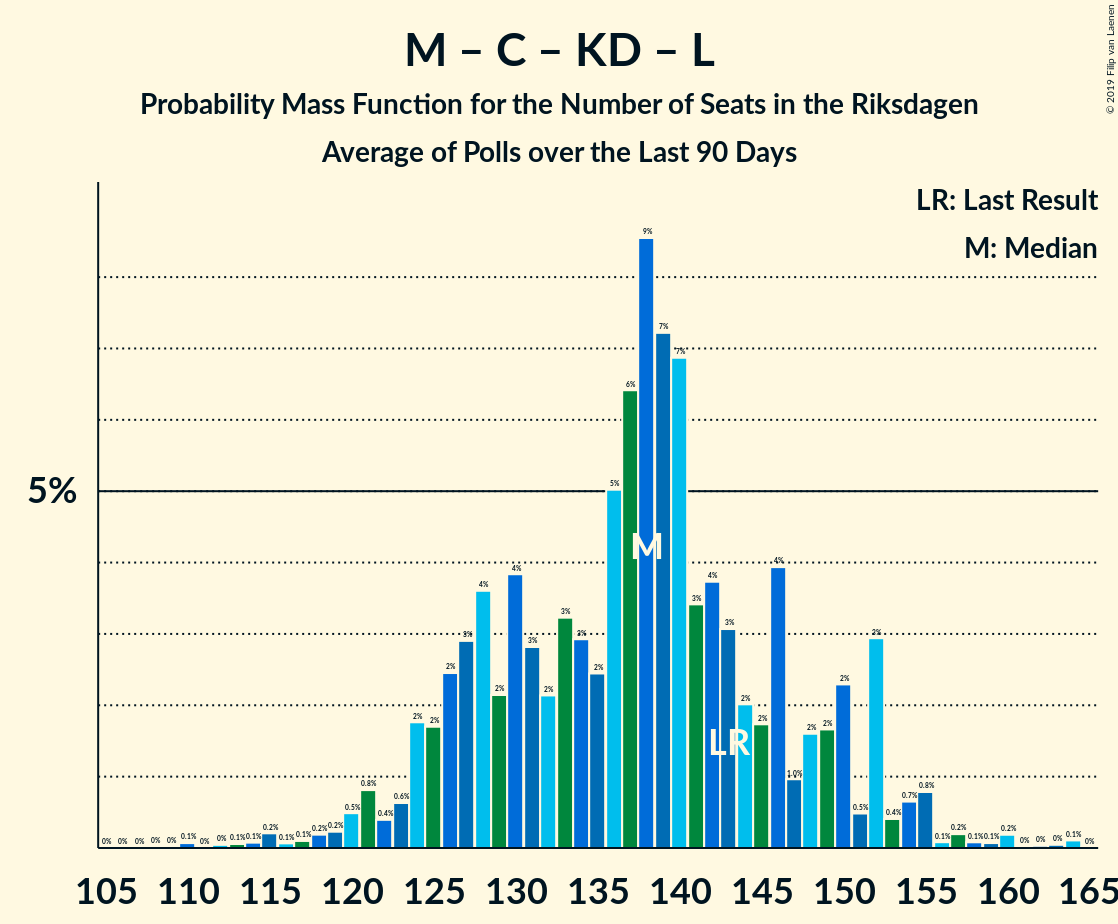 M – C – KD – L
Probability Mass Function for the Number of Seats in the Riksdagen
Average of Polls over the Last 90 Days
© 2019 Filip van Laenen
LR: Last Result
M: Median
5%
0% 0% 0% 0% 0% 0.1% 0% 0% 0.1% 0.1% 0.2% 0.1% 0.1% 0.2% 0.2% 0.5% 0.8% 0.4% 0.6% 2% 2% 2% 3% 4% 2% 4% 3% 2% 3% 3% 2% 5% 6% 9% 7% 7% 3% 4% 3% 2% 2% 4% 1.0% 2% 2% 2% 0.5% 3% 0.4% 0.7% 0.8% 0.1% 0.2% 0.1% 0.1% 0.2% 0% 0% 0% 0.1% 0%
M
LR
105 110 115 120 125 130 135 140 145 150 155 160 165